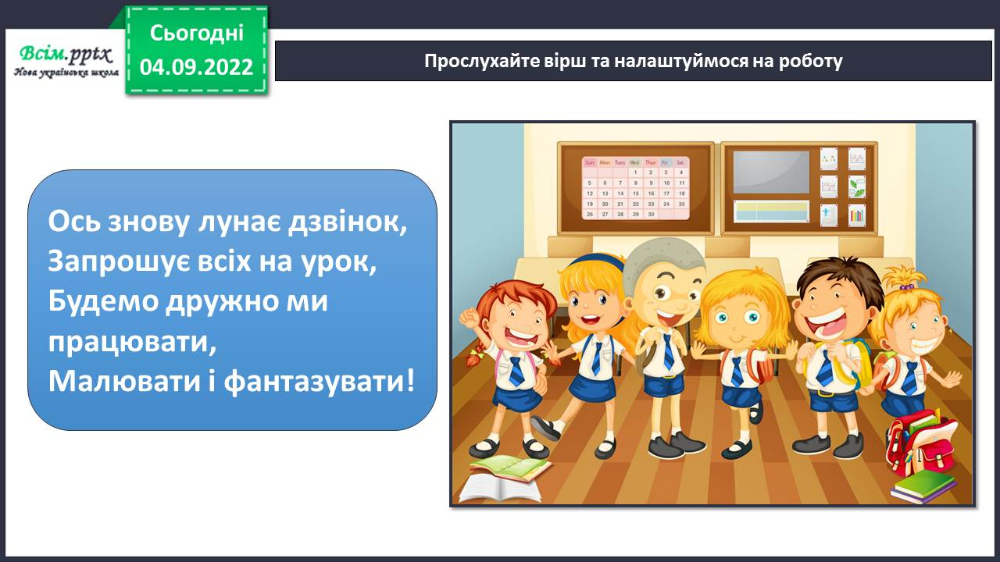 Всім.pptx
Нова українська школа
Сьогодні
04.09.2022
Прослухайте вірш та налаштуймося на роботу
Ось знову лунає дзвінок,
Запрошує всіх на урок,
Будемо дружно ми
працювати,
Малювати і фантазувати!
Sun Mon Tues Wed Thur Fri Sat
1 2 3 4
5 6 7 8 9 10 11
12 13 14 15 16 17 18
19 20 21 22 23 24 25
26 27 28 29 30